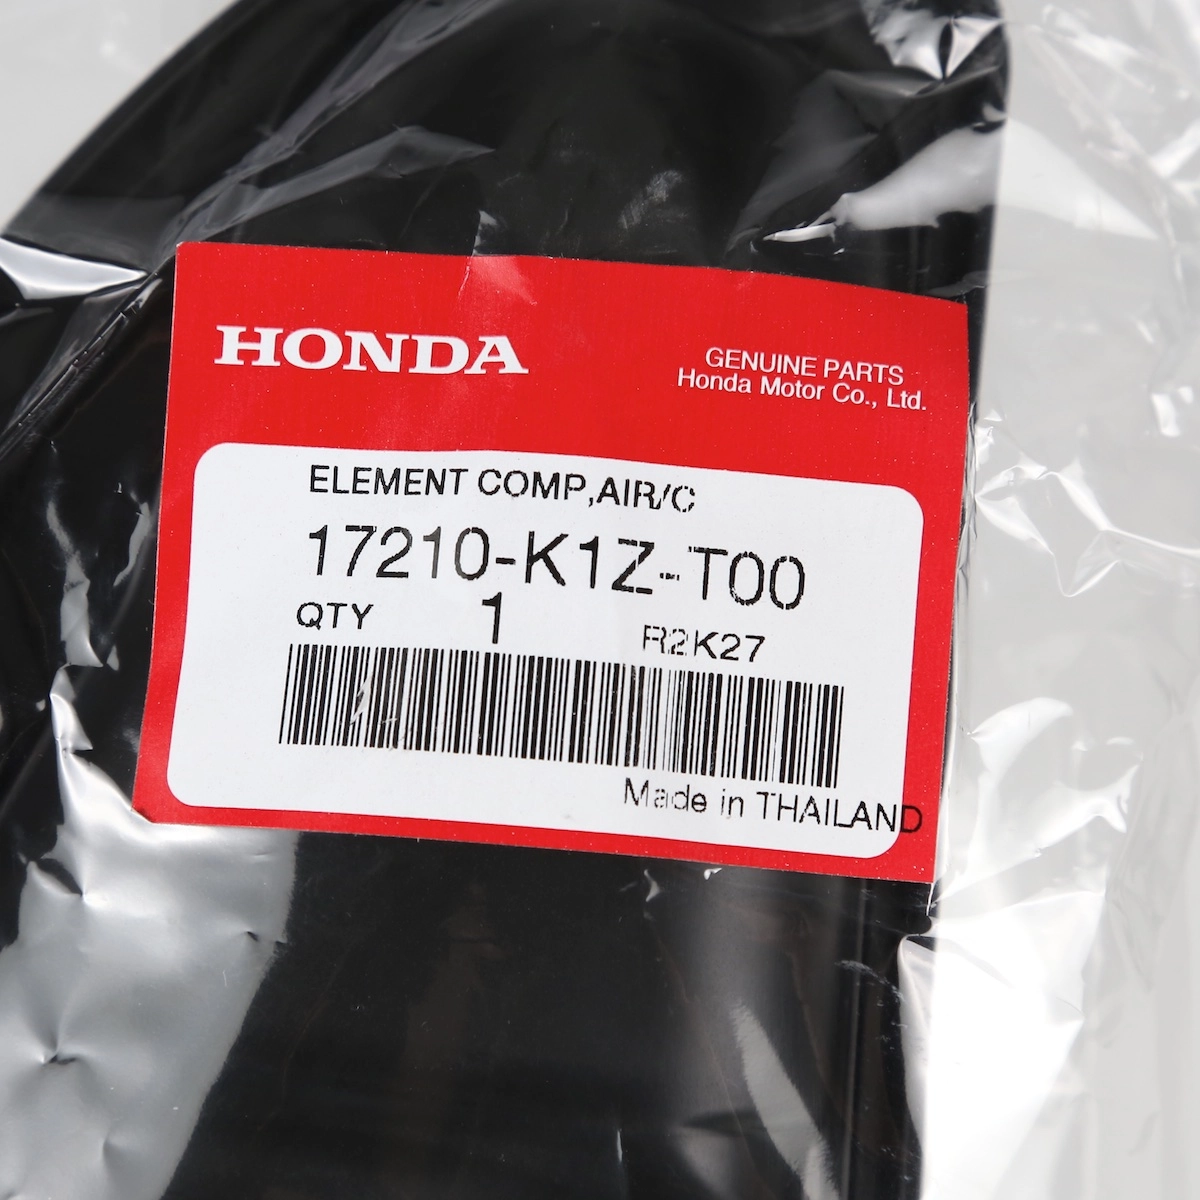 HONDA
GENUINE PARTS
Honda Motor Co., Ltd.
ELEMENT COMP,AIR/C
17210-K1Z-T00
QTY 1 R2K27
Made in THAILAND